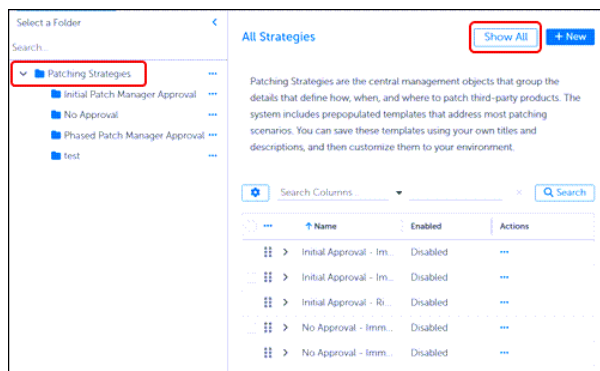 Select a Folder
Search...
Patching Strategies
Initial Patch Manager Approval
No Approval
Phased Patch Manager Approval
test
All Strategies
Show All
+ New
Patching Strategies are the central management objects that group the
details that define how, when, and where to patch third-party products. The
system includes prepopulated templates that address most patching
scenarios. You can save these templates using your own titles and
descriptions, and then customize them to your environment.
Search Columns...
Search
Name Enabled Actions
Initial Approval - Im... Disabled
Initial Approval - Im... Disabled
Initial Approval - Ri... Disabled
No Approval - Imm... Disabled
No Approval - Imm... Disabled